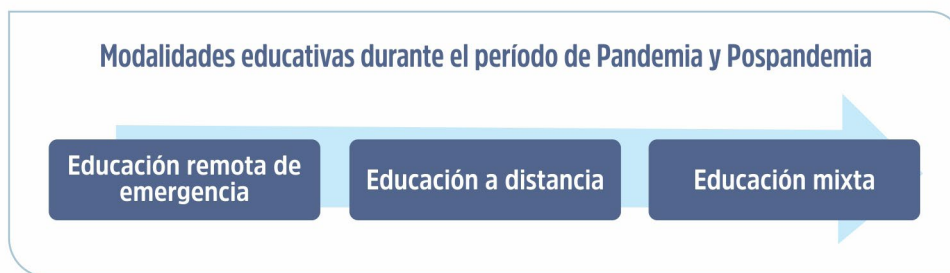 Modalidades educativas durante el período de Pandemia y Pospandemia
Educación remota de
emergencia
Educación a distancia
Educación mixta